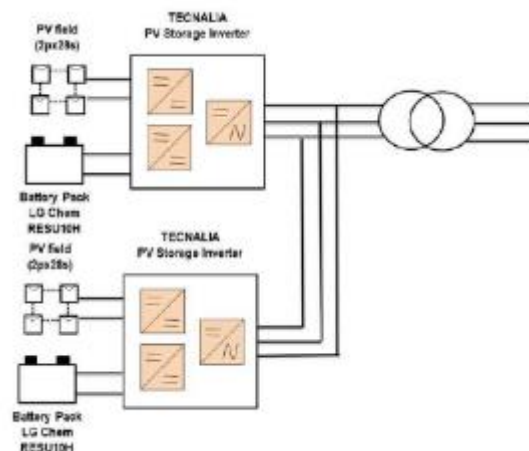 PV field
(2px28s)
TECNALIA
PV Storage Inverter
Battery Pack
LG Chem
RESU10H
TECNALIA
PV Storage Inverter
PV field
(2px28s)
Battery Pack
LG Chem
RESU10H